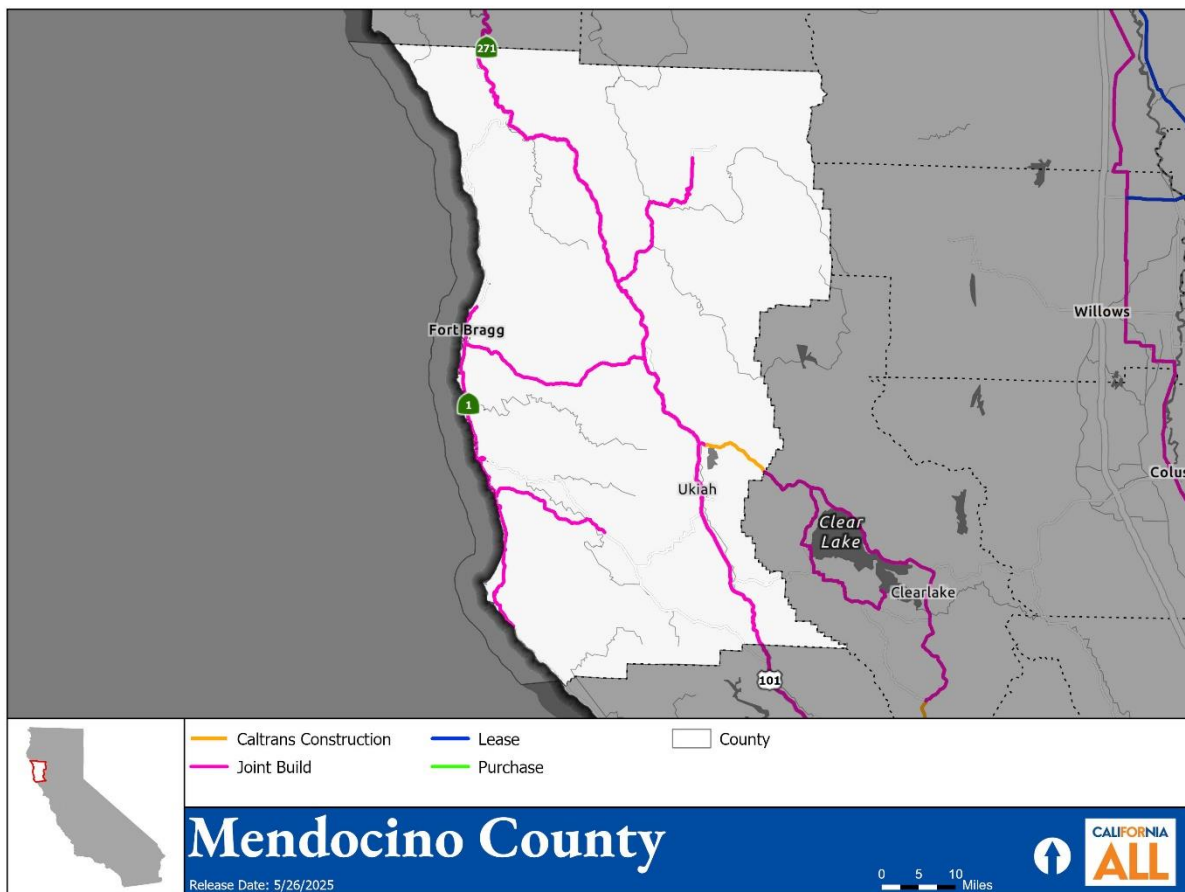 271
Fort Bragg
1
Willows
Colus
Ukiah
Clear
Lake
Clearlake
101
Caltrans Construction
Lease
County
Joint Build
Purchase
Mendocino County
Release Date: 5/26/2025
0 5 10
Miles
CALIFORNIA
ALL